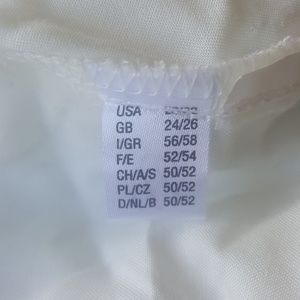 USA
GB 24/26
I/GR 56/58
F/E 52/54
CH/A/S 50/52
PL/CZ 50/52
D/NL/B 50/52